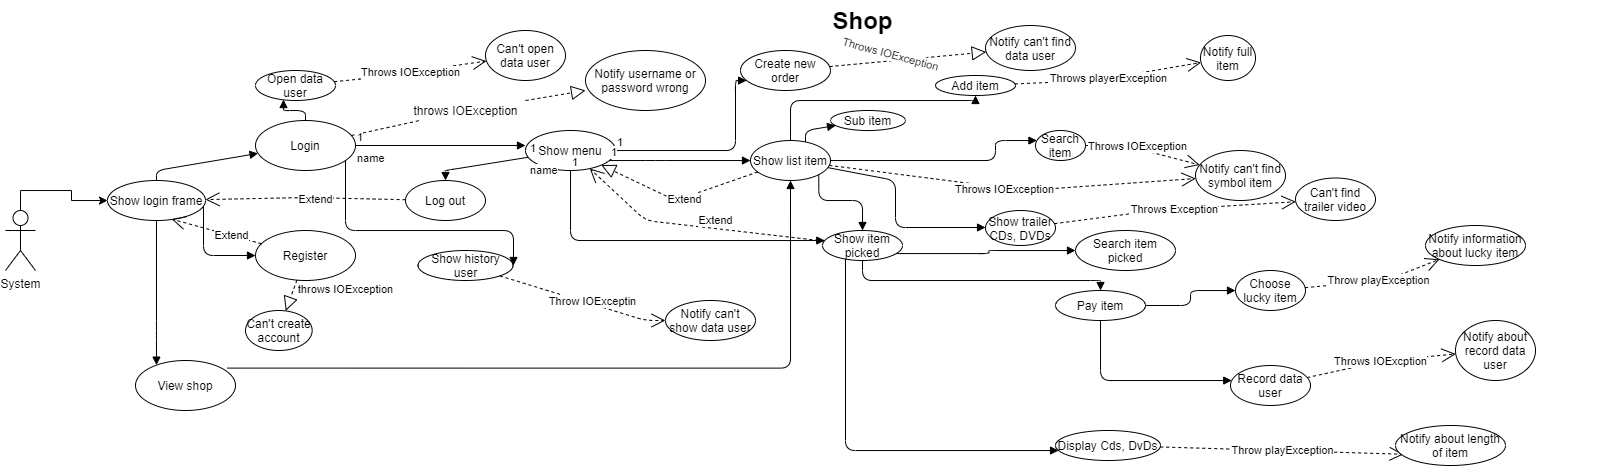 Shop
Can't open
data user
Throws IOException
Open data
user
Notify username or
password wrong
throws IOException
Login
1
name
Create new
order
Throws IOException
Notify can't find
data user
Notify full
item
Throws playerException
Add item
Sub item
1
Show menu
1
1
1
name
Show list item
Search
item
Throws IOException
Notify can't find
symbol item
Throws IOException
Can't find
trailer video
Throws Exception
Show trailer
CDs, DVDs
Show login frame
Extend
Log out
Extend
Extend
Extend
Register
throws IOException
Can't create
account
Show history
user
Throw IOExceptin
Notify can't
show data user
Show item
picked
Search item
picked
Notify information
about lucky item
Throw playException
Choose
lucky item
Pay item
System
View shop
Notify about
record data
user
Throws IOExcption
Record data
user
Display Cds, DvDs
Throw playException
Notify about length
of item